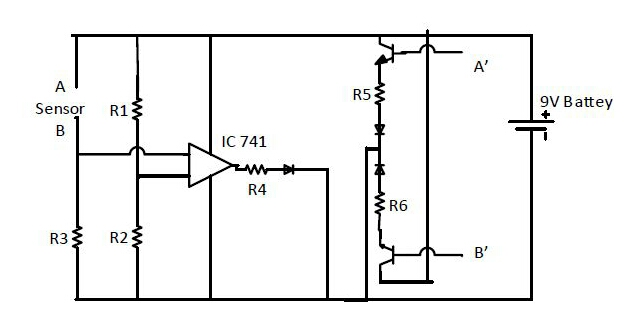 A
Sensor
B
R1
IC 741
R4
R3
R2
R5
R6
A'
B'
9V Battey
+